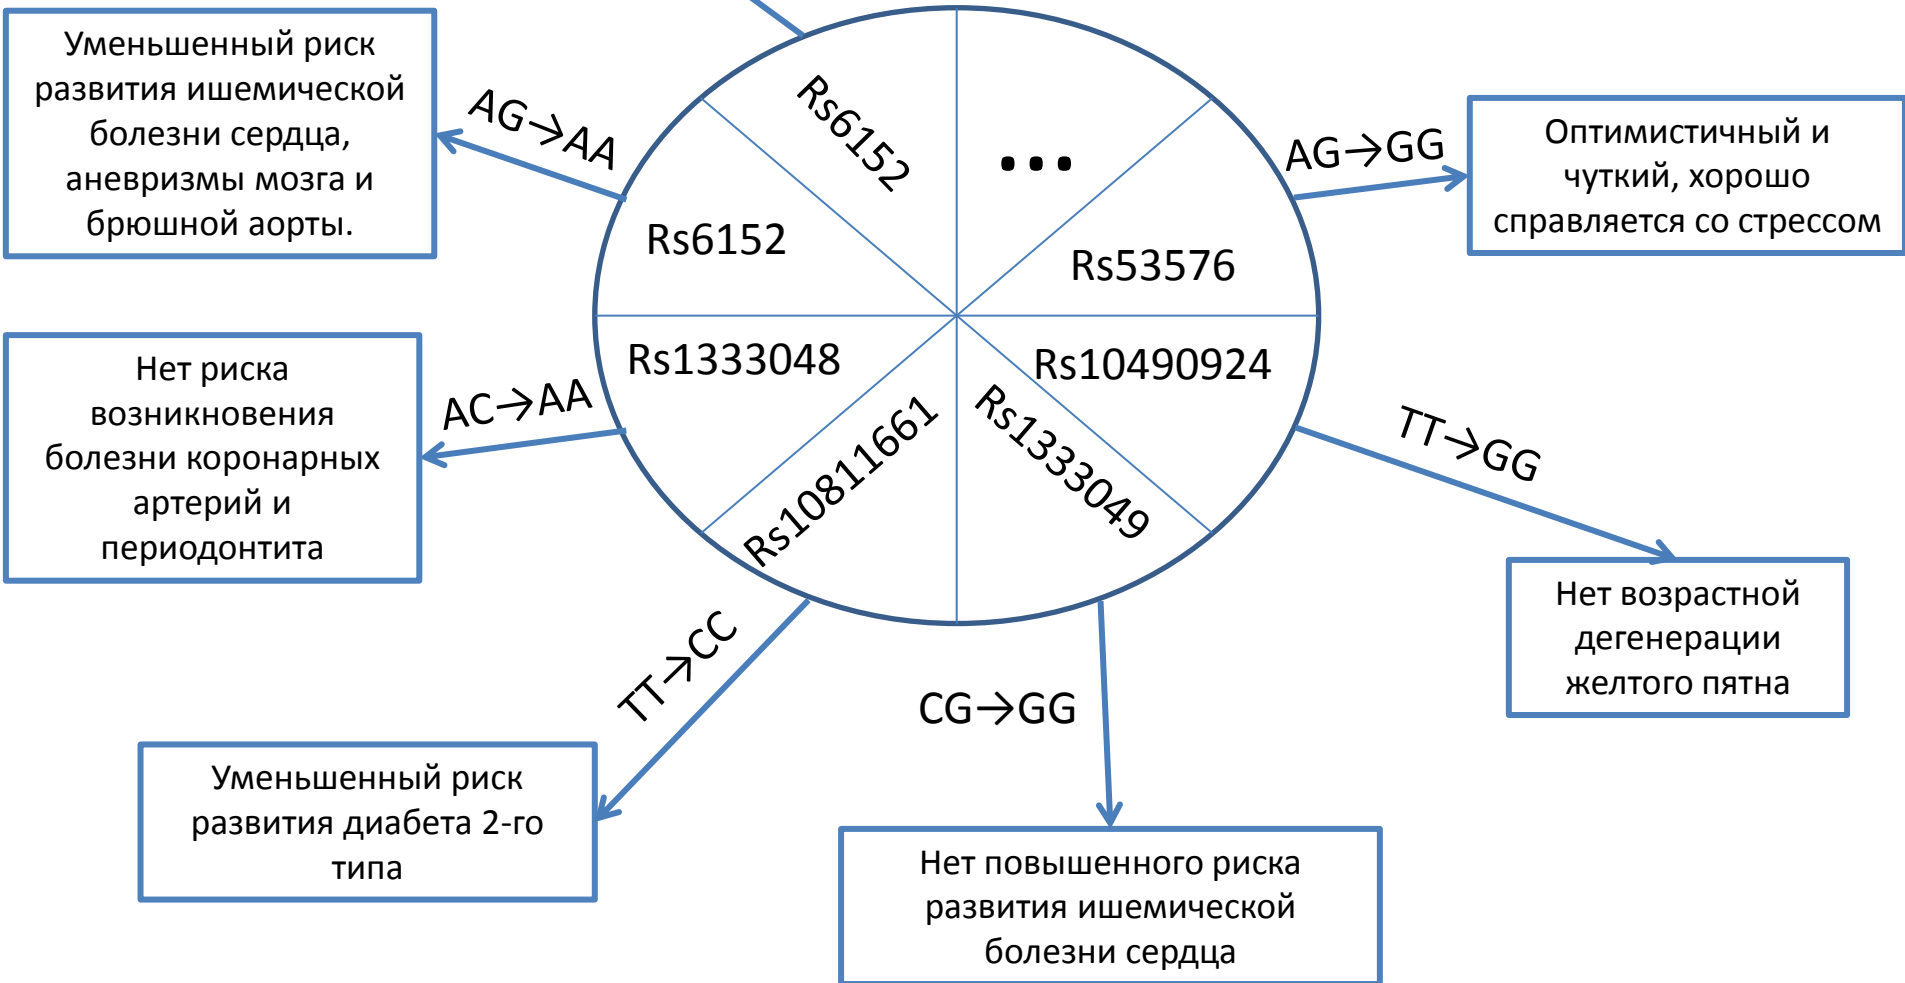 Уменьшенный риск
развития ишемической
болезни сердца,
аневризмы мозга и
брюшной аорты.
AG→AA
Rs6152
Rs6152
...
Rs53576
AG→GG
Оптимистичный и
чуткий, хорошо
справляется со стрессом
Нет риска
возникновения
болезни коронарных
артерий и
периодонтита
AC→AA
Rs1333048
Rs10811661
Rs1333049
Rs10490924
TT→GG
Нет возрастной
дегенерации
желтого пятна
TT→CC
Уменьшенный риск
развития диабета 2-го
типа
CG→GG
Нет повышенного риска
развития ишемической
болезни сердца